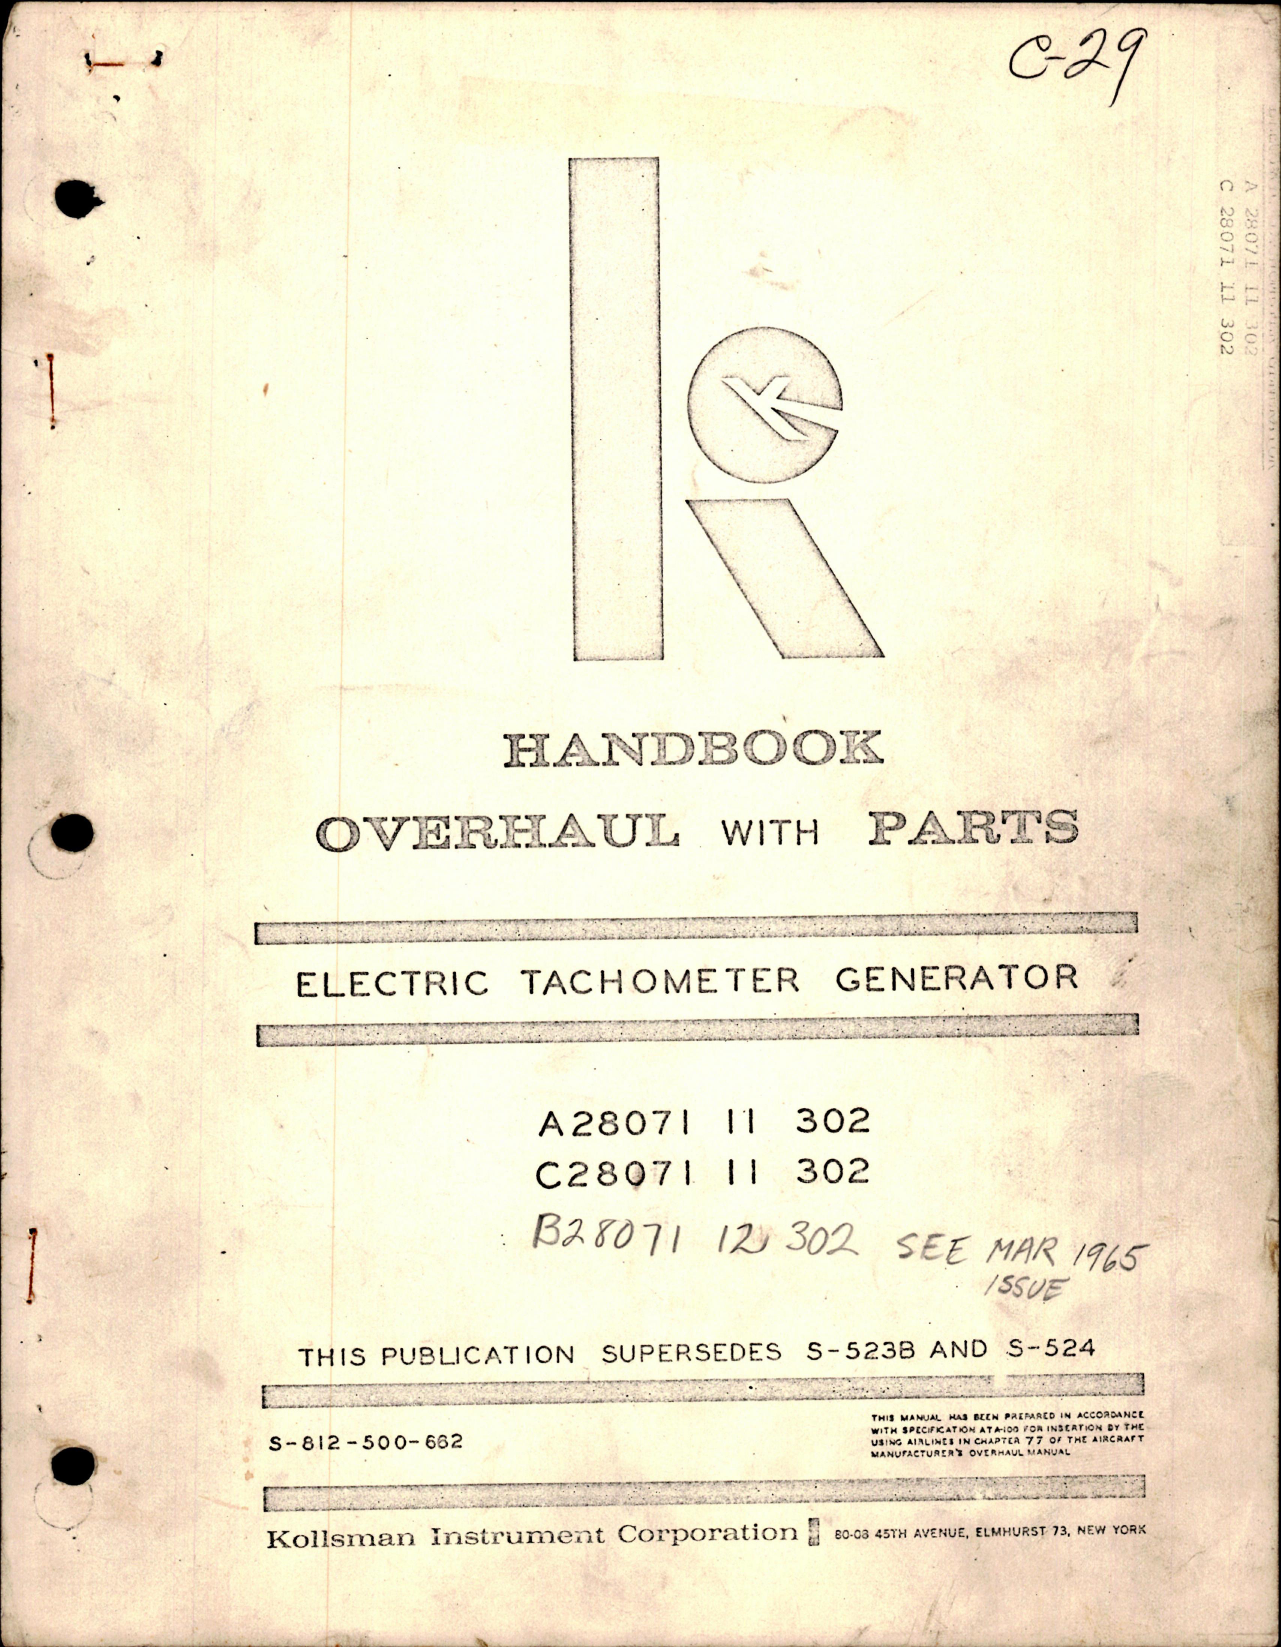 C-29
A 28071 11 302
C 28071 11 302
HANDBOOK
OVERHAUL WITH PARTS
ELECTRIC TACHOMETER GENERATOR
A28071 11 302
C28071 11 302
B28071 12 302 SEE MAR 1965
ISSUE
THIS PUBLICATION SUPERSEDES S-523B AND S-524
S-812-500-662
THIS MANUAL HAS BEEN PREPARED IN ACCORDANCE
WITH SPECIFICATION ATA-100 FOR INSERTION BY THE
USING AIRLINES IN CHAPTER 77 OF THE AIRCRAFT
MANUFACTURER'S OVERHAUL MANUAL
Kollsman Instrument Corporation 80-08 45TH AVENUE, ELMHURST 73, NEW YORK